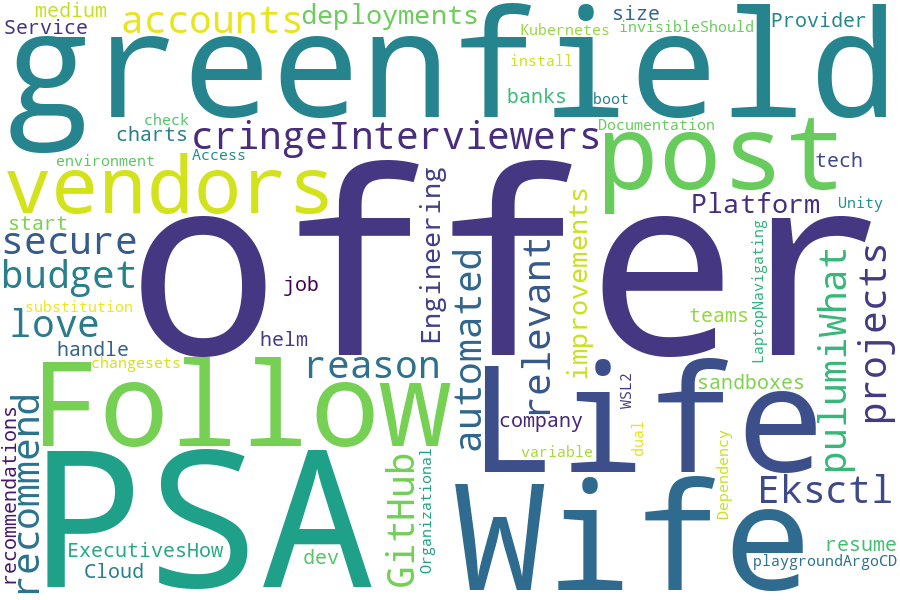 medium
accounts
deployments
size
Provider
Service
Kubernetes
invisibleShould
greenfield
install
banks
boot
check
charts
cringeInterviewers
Documentation
post
environment
Access
tech
vendors
offer
Engineering
improvements
Platform
Unity
start
secure
budget
job
automated
relevant
LaptopNavigating
pulumiWhat
projects
substitution
love
helm
teams
handle
changesets
reason
Follow
Life
WSL2
sandboxes
recommendations
recommend
company
variable
dual
PSA
GitHub
Organizational
Wife
Dependency
Eksctl
ExecutivesHow
Cloud
dev
resume
playgroundArgoCD